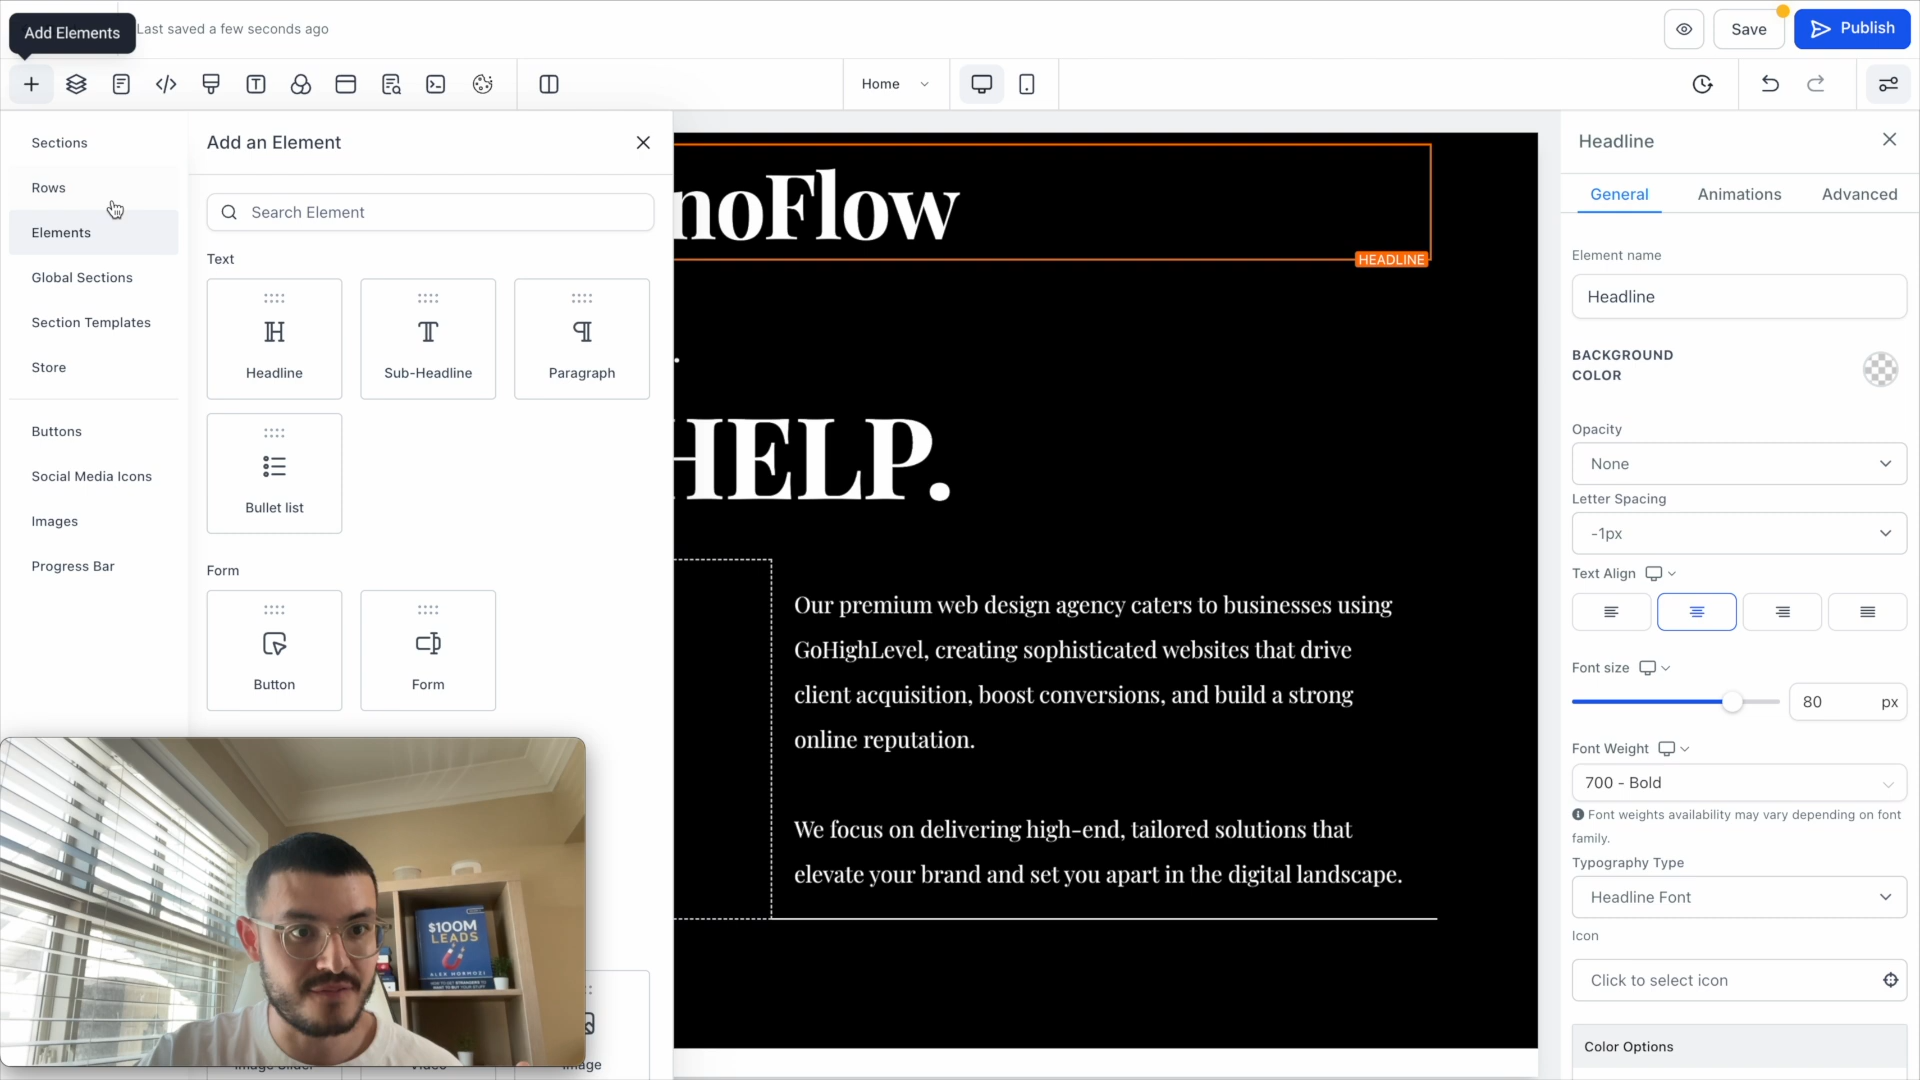 Add Elements
Last saved a few seconds ago
Save
Publish
Home
Sections
Rows
Elements
Global Sections
Section Templates
Store
Buttons
Social Media Icons
Images
Progress Bar
Add an Element
Search Element
Text
Headline
Sub-Headline
Paragraph
Bullet list
Form
Button
Form
noFlow
HEADLINE
.
HELP.
Our premium web design agency caters to businesses using
GoHighLevel, creating sophisticated websites that drive
client acquisition, boost conversions, and build a strong
online reputation.
We focus on delivering high-end, tailored solutions that
elevate your brand and set you apart in the digital landscape.
Headline
General
Animations
Advanced
Element name
Headline
BACKGROUND
COLOR
Opacity
None
Letter Spacing
-1px
Text Align
Font size
80
px
Font Weight
700 - Bold
Font weights availability may vary depending on font
family.
Typography Type
Headline Font
Icon
Click to select icon
Color Options
$100M
LEADS
ALEX HORMOZI